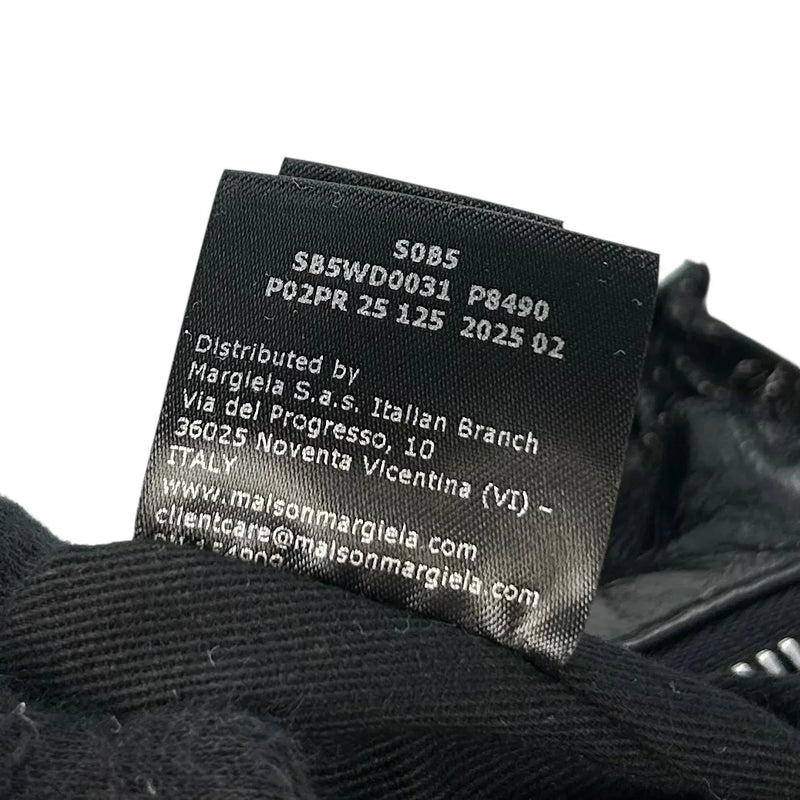 S0B5
SB5WD0031 P8490
P02PR 25 125 2025 02
Distributed by
Margiela S.a.s. Italian Branch
Via del Progresso, 10
36025 Noventa Vicentina (VI) –
ITALY
www.maisonmargiela.com
clientcare@maisonmargiela.com